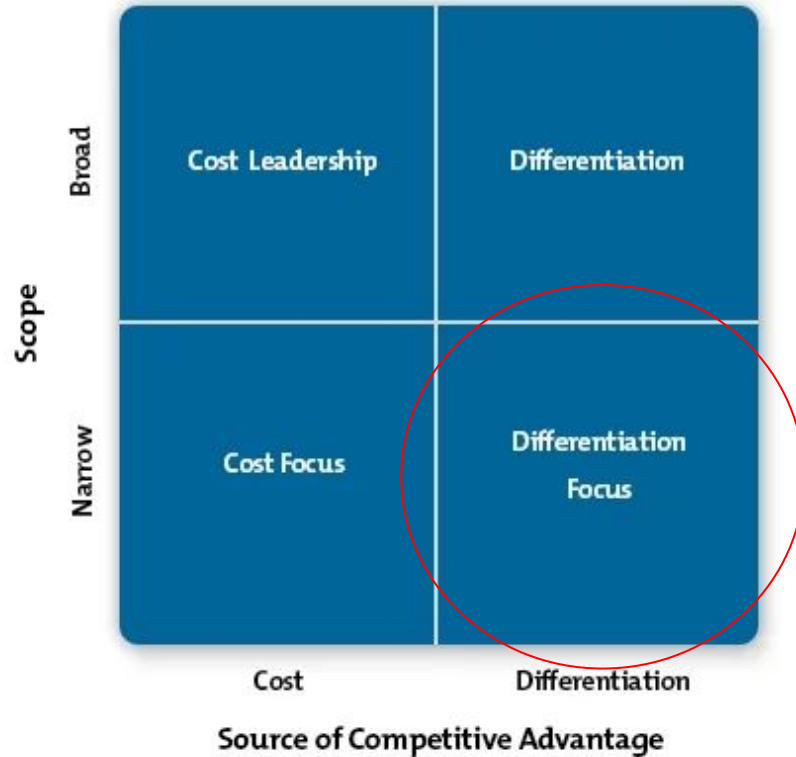 Broad
Cost Leadership
Differentiation
Scope
Narrow
Cost Focus
Differentiation
Focus
Cost
Differentiation
Source of Competitive Advantage